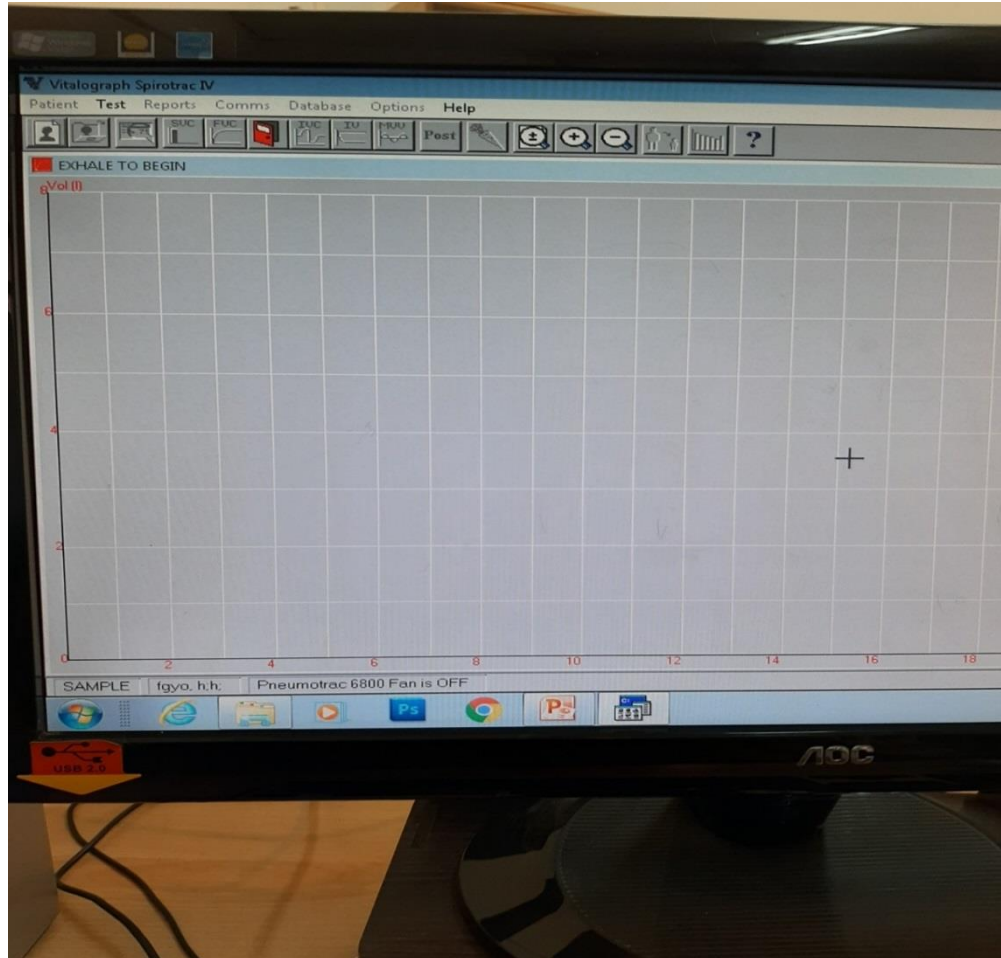 Vitalograph Spirotrac IV
Patient Test Reports Comms Database Options Help
SVC FVC IVC IV MVV Post ?
EXHALE TO BEGIN
Vol (l)
8
6
4
2
0 2 4 6 8 10 12 14 16 18
SAMPLE fgyo, h;h; Pneumotrac 6800 Fan is OFF
Ps P
AOC
USB 2.0